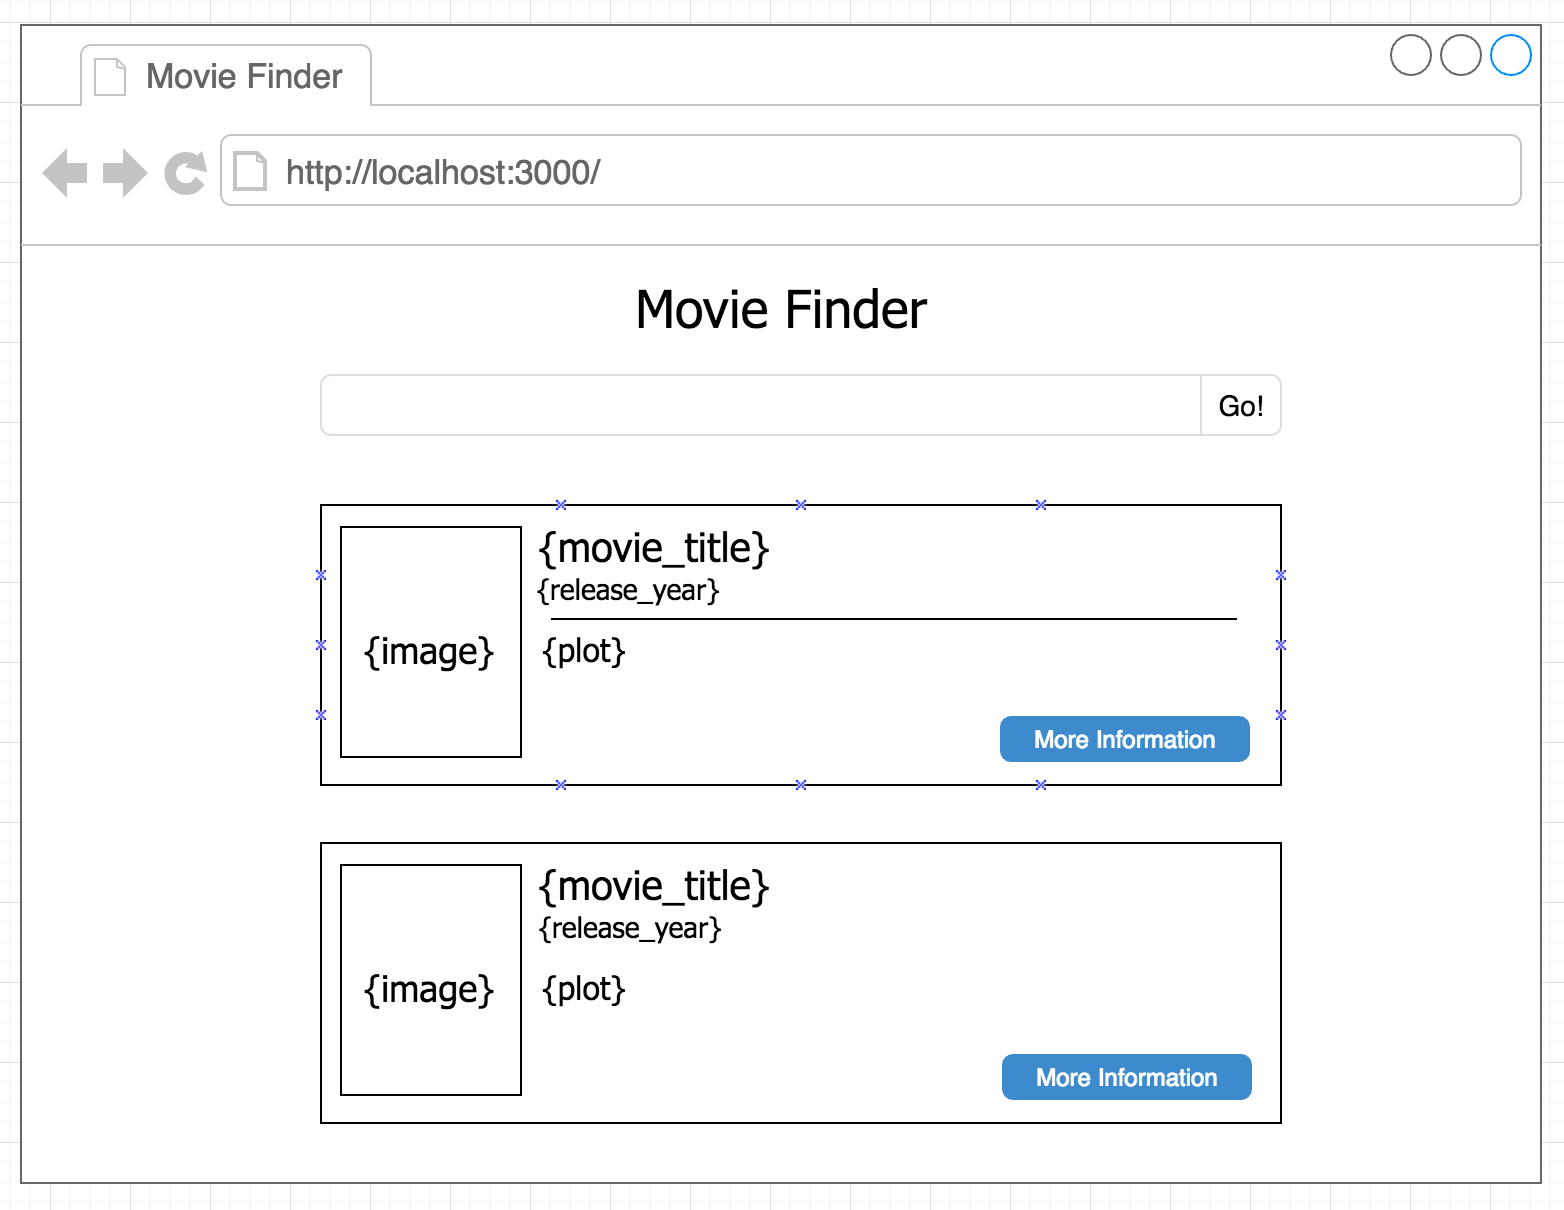 Movie Finder
http://localhost:3000/
Movie Finder
Go!
{movie_title}
{release_year}
{image}
{plot}
More Information
{movie_title}
{release_year}
{image}
{plot}
More Information